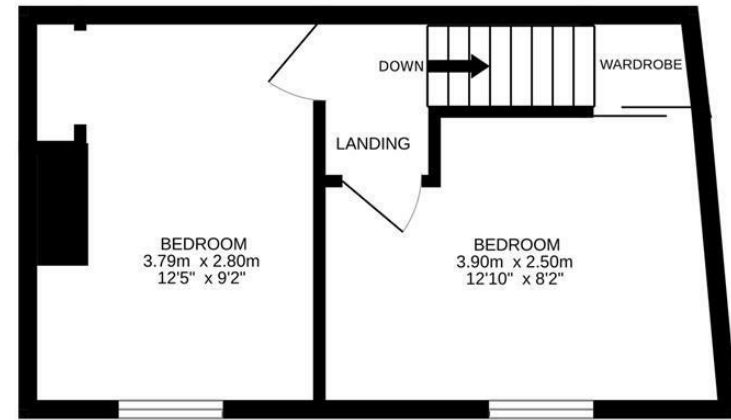 DOWN
WARDROBE
LANDING
BEDROOM
3.79m x 2.80m
12'5" x 9'2"
BEDROOM
3.90m x 2.50m
12'10" x 8'2"